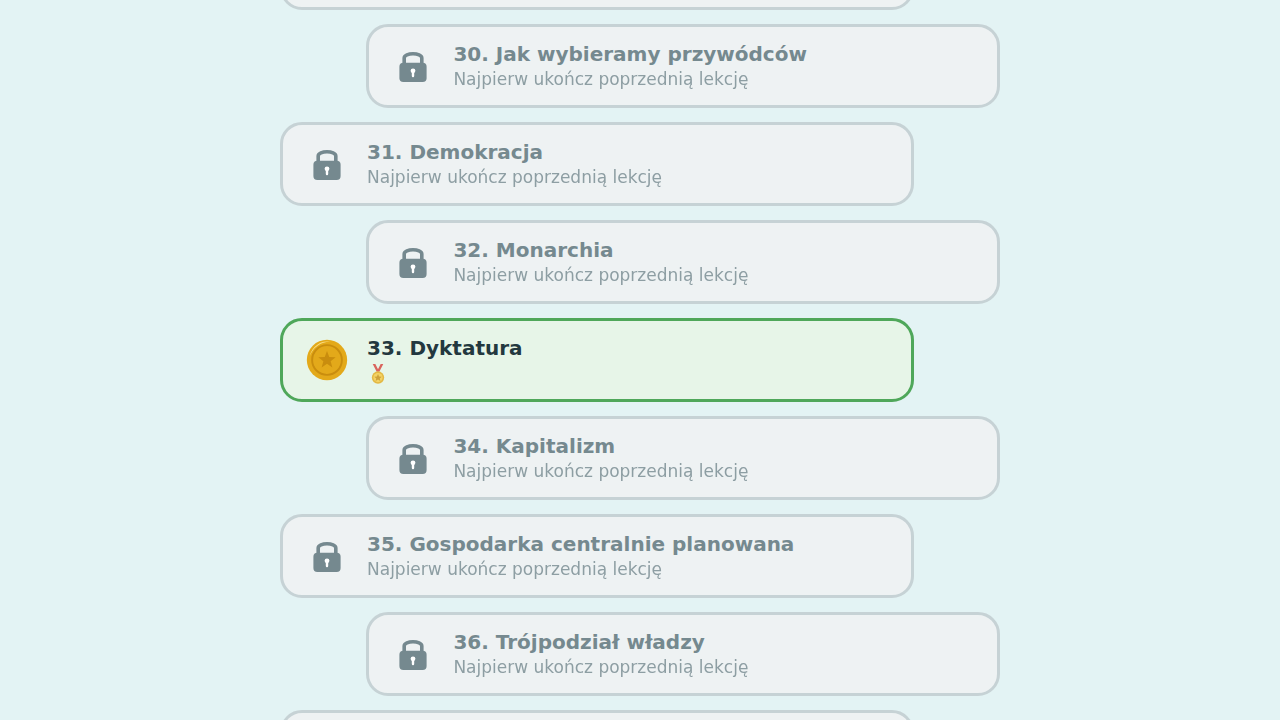 30. Jak wybieramy przywódców
Najpierw ukończ poprzednią lekcję
31. Demokracja
Najpierw ukończ poprzednią lekcję
32. Monarchia
Najpierw ukończ poprzednią lekcję
33. Dyktatura
34. Kapitalizm
Najpierw ukończ poprzednią lekcję
35. Gospodarka centralnie planowana
Najpierw ukończ poprzednią lekcję
36. Trójpodział władzy
Najpierw ukończ poprzednią lekcję